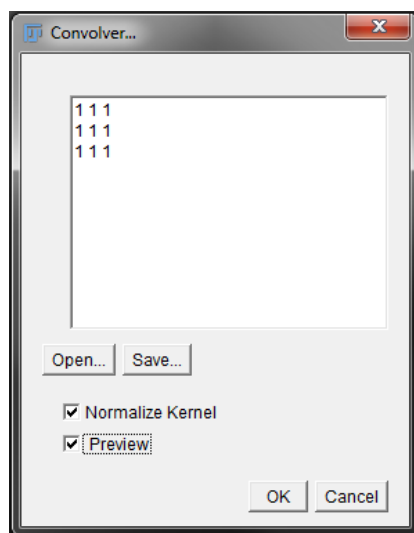 Convolver...
1 1 1
1 1 1
1 1 1
Open... Save...
Normalize Kernel
Preview
OK Cancel